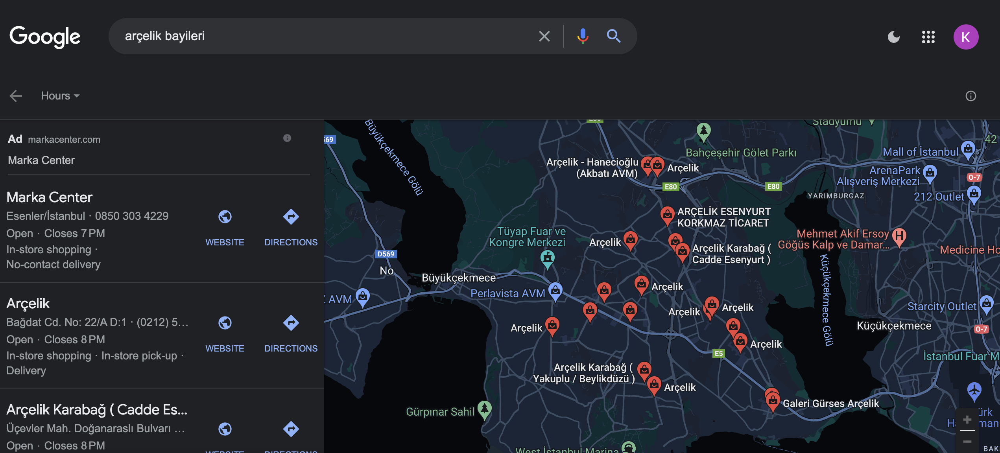 Google
arçelik bayileri
K
Hours
Ad markacenter.com
Marka Center
Marka Center
Esenler/İstanbul · 0850 303 4229
Open · Closes 7 PM
In-store shopping ·
No-contact delivery
WEBSITE
DIRECTIONS
Arçelik
Bağdat Cd. No: 22/A D:1 · (0212) 5...
Open · Closes 8 PM
In-store shopping · In-store pick-up ·
Delivery
WEBSITE
DIRECTIONS
Arçelik Karabağ ( Cadde Es...
Üçevler Mah. Doğanaraslı Bulvarı ...
Open · Closes 8 PM
WEBSITE
DIRECTIONS
Büyükçekmece Gölü
Stadyumu
42
Bahçeşehir Gölet Parkı
Mall of İstanbul
Arçelik - Hanecioğlu
(Akbatı AVM)
Arçelik
ArenaPark
Alışveriş Merkezi
O-7
E80
E80
YARIMBURGAZ
212 Outlet
ARÇELİK ESENYURT
KORKMAZ TİCARET
Tüyap Fuar ve
Kongre Merkezi
Arçelik
Arçelik Karabağ (
Cadde Esenyurt )
Mehmet Akif Ersoy
Göğüs Kalp ve Damar...
H
Medicine Ho
D569
No
Büyükçekmece
Küçükçekmece Gölü
Perlavista AVM
Arçelik
AVM
Arçelik
Arçelik
Starcity Outlet
Arçelik
Küçükçekmece
O-7
Arçelik
E5
İstanbul Fuar M
Arçelik Karabağ (
Yakuplu / Beylikdüzü )
Arçelik
Galeri Gürses Arçelik
Gürpınar Sahil
West İstanbul Marina